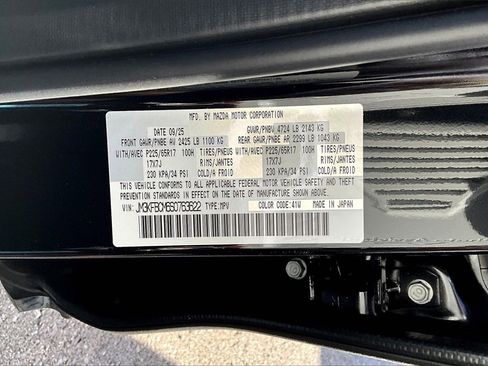 MFD. BY MAZDA MOTOR CORPORATION
DATE 09/25 GVWR/PNBV 4724 LB 2143 KG
FRONT GAWR/PNBE AV 2425 LB 1100 KG REAR GAWR/PNBE AR 2299 LB 1043 KG
WITH/AVEC P225/65R17 100H TIRES/PNEUS WITH/AVEC P225/65R17 100H TIRES/PNEUS
17X7J RIMS/JANTES 17X7J RIMS/JANTES
230 KPA/34 PSI COLD/A FROID 230 KPA/34 PSI COLD/A FROID
THIS VEHICLE CONFORMS TO ALL APPLICABLE FEDERAL MOTOR VEHICLE SAFETY AND
THEFT PREVENTION STANDARDS IN EFFECT ON THE DATE OF MANUFACTURE SHOWN ABOVE.
VIN: JM3KFBCM6S0763622 TYPE:MPV COLOR CODE:41W MADE IN JAPAN